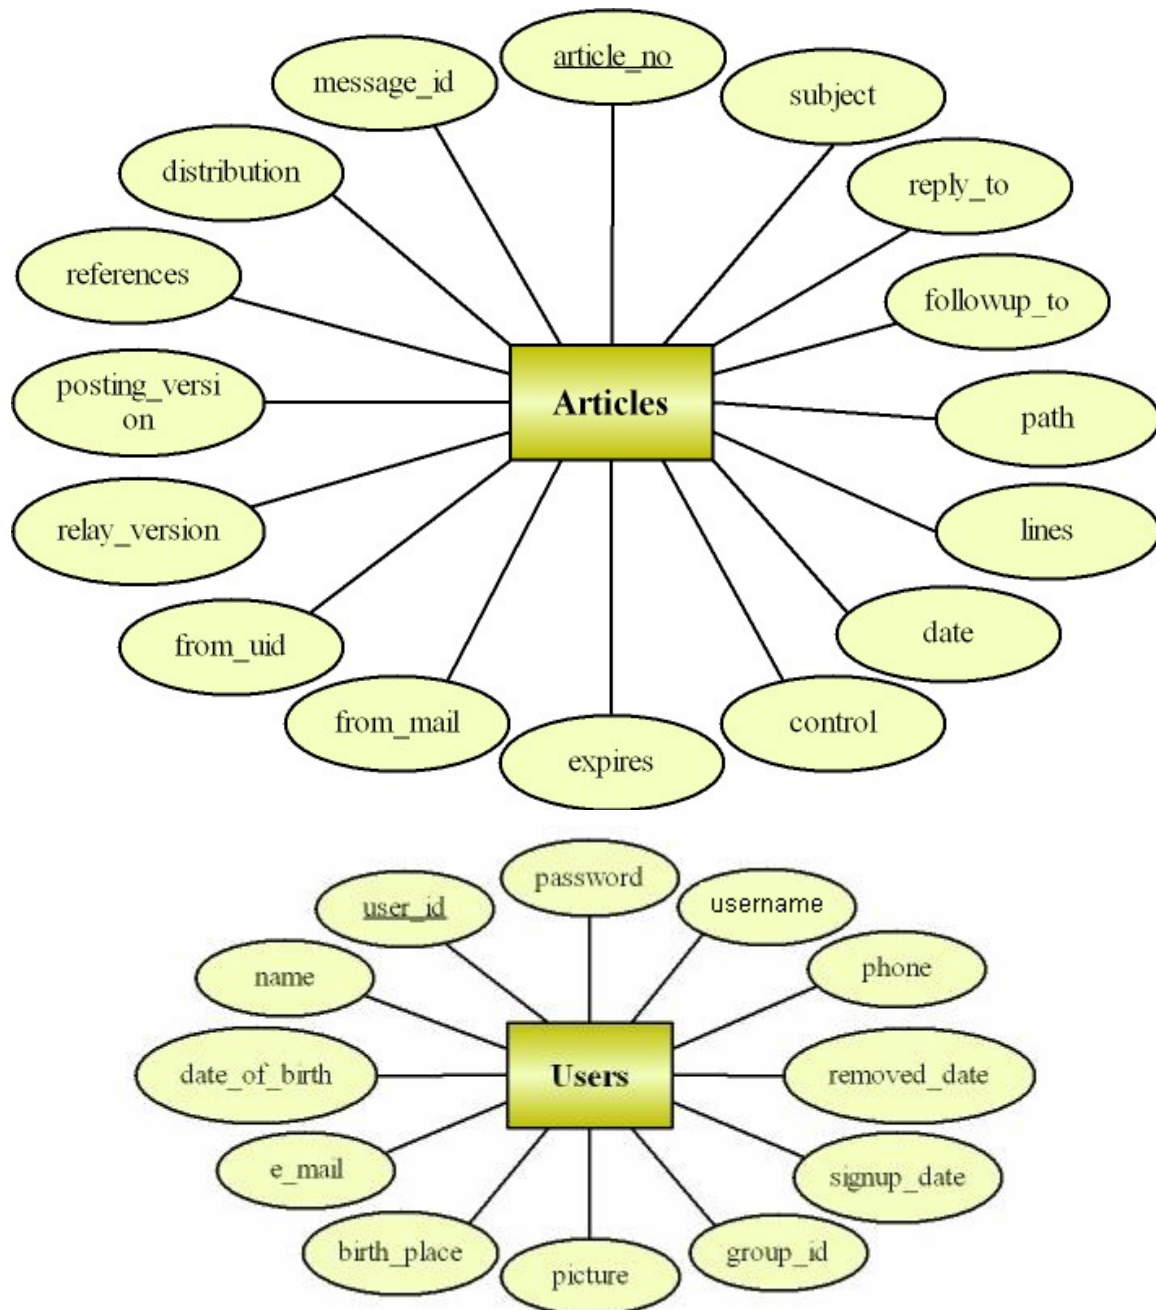 article_no
message_id
subject
distribution
reply_to
references
followup_to
posting_versi
on
Articles
path
relay_version
lines
from_uid
date
from_mail
control
expires
password
user_id
username
name
phone
date_of_birth
Users
removed_date
e_mail
signup_date
birth_place
group_id
picture